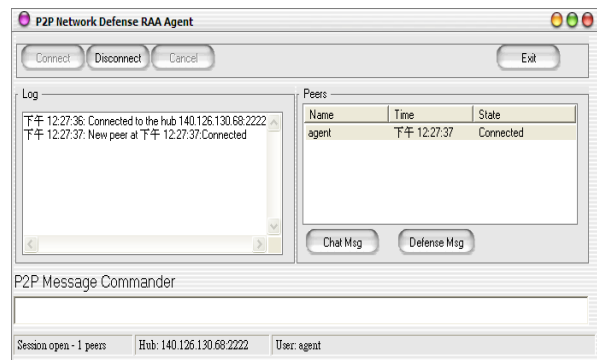 P2P Network Defense RAA Agent
Connect Disconnect Cancel Exit
Log
下午 12:27:36: Connected to the hub 140.126.130.68:2222
下午 12:27:37: New peer at 下午 12:27:37:Connected
Peers
Name Time State
agent 下午 12:27:37 Connected
Chat Msg Defense Msg
P2P Message Commander
Session open - 1 peers Hub: 140.126.130.68:2222 User: agent